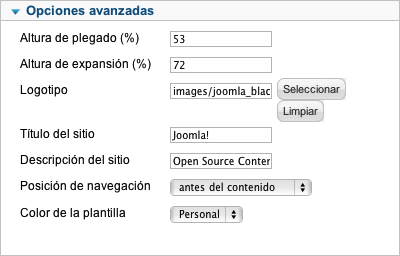 Opciones avanzadas
Altura de plegado (%) 53
Altura de expansión (%) 72
Logotipo images/joomla_blac Seleccionar
Limpiar
Título del sitio Joomla!
Descripción del sitio Open Source Conter
Posición de navegación antes del contenido
Color de la plantilla Personal